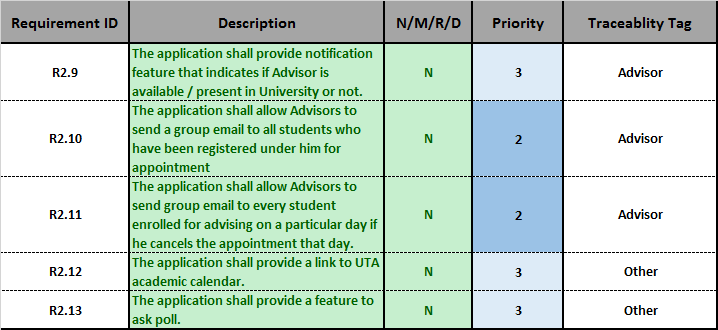 Requirement ID Description N/M/R/D Priority Traceablity Tag
The application shall provide notification
R2.9 feature that indicates if Advisor is N 3 Advisor
available / present in University or not.
The application shall allow Advisors to
send a group email to all students who
R2.10 N 2 Advisor
have been registered under him for
appointment
The application shall allow Advisors to
send group email to every student
R2.11 N 2 Advisor
enrolled for advising on a particular day if
he cancels the appointment that day.
The application shall provide a link to UTA
R2.12 N 3 Other
academic calendar.
The application shall provide a feature to
R2.13 N 3 Other
ask poll.